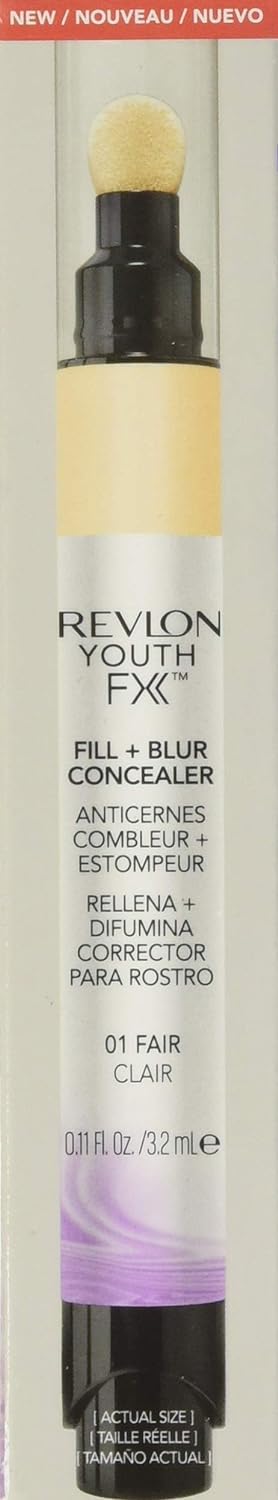 NEW / NOUVEAU / NUEVO
REVLON
YOUTH
FX™
FILL + BLUR
CONCEALER
ANTICERNES
COMBLEUR +
ESTOMPEUR
RELLENA +
DIFUMINA
CORRECTOR
PARA ROSTRO
01 FAIR
CLAIR
0.11 Fl. Oz. /3.2 mL℮
[ ACTUAL SIZE ]
[ TAILLE RÉELLE ]
[ TAMAÑO ACTUAL ]